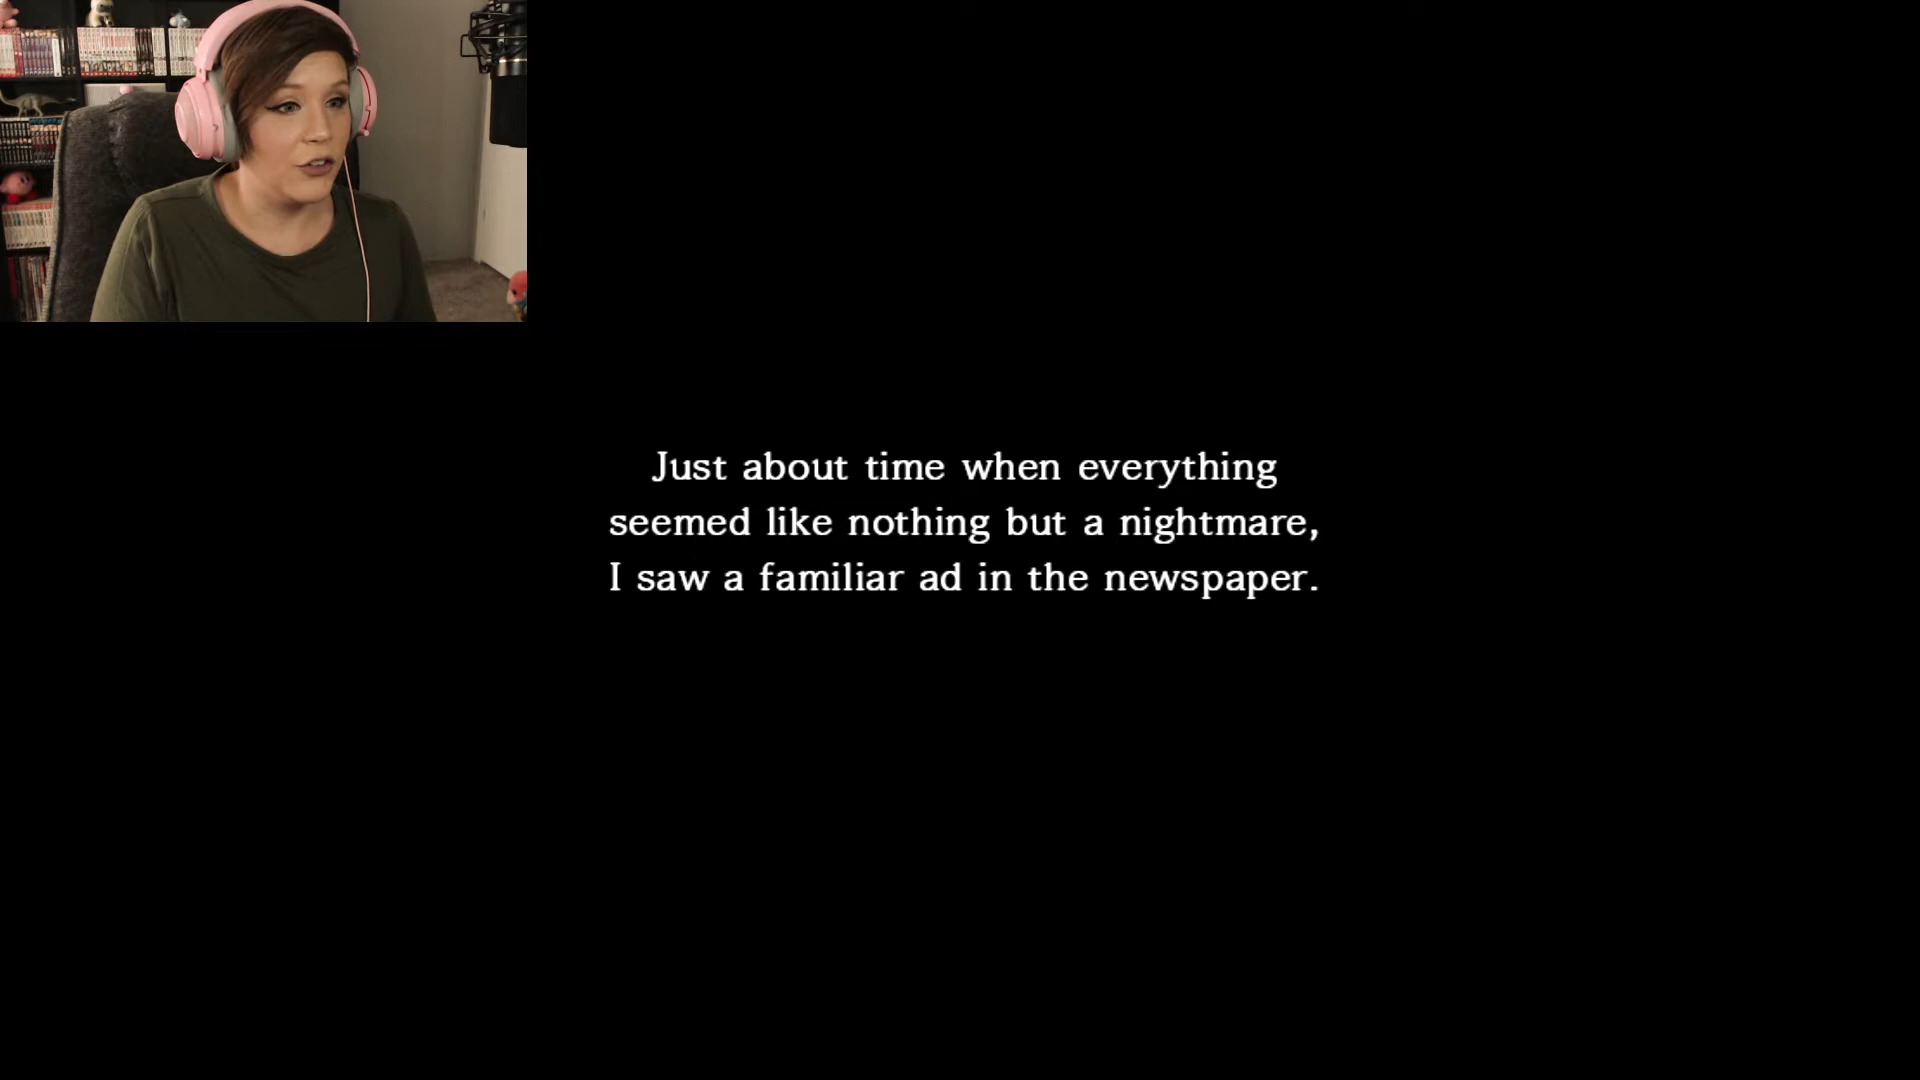 Just about time when everything
seemed like nothing but a nightmare,
I saw a familiar ad in the newspaper.